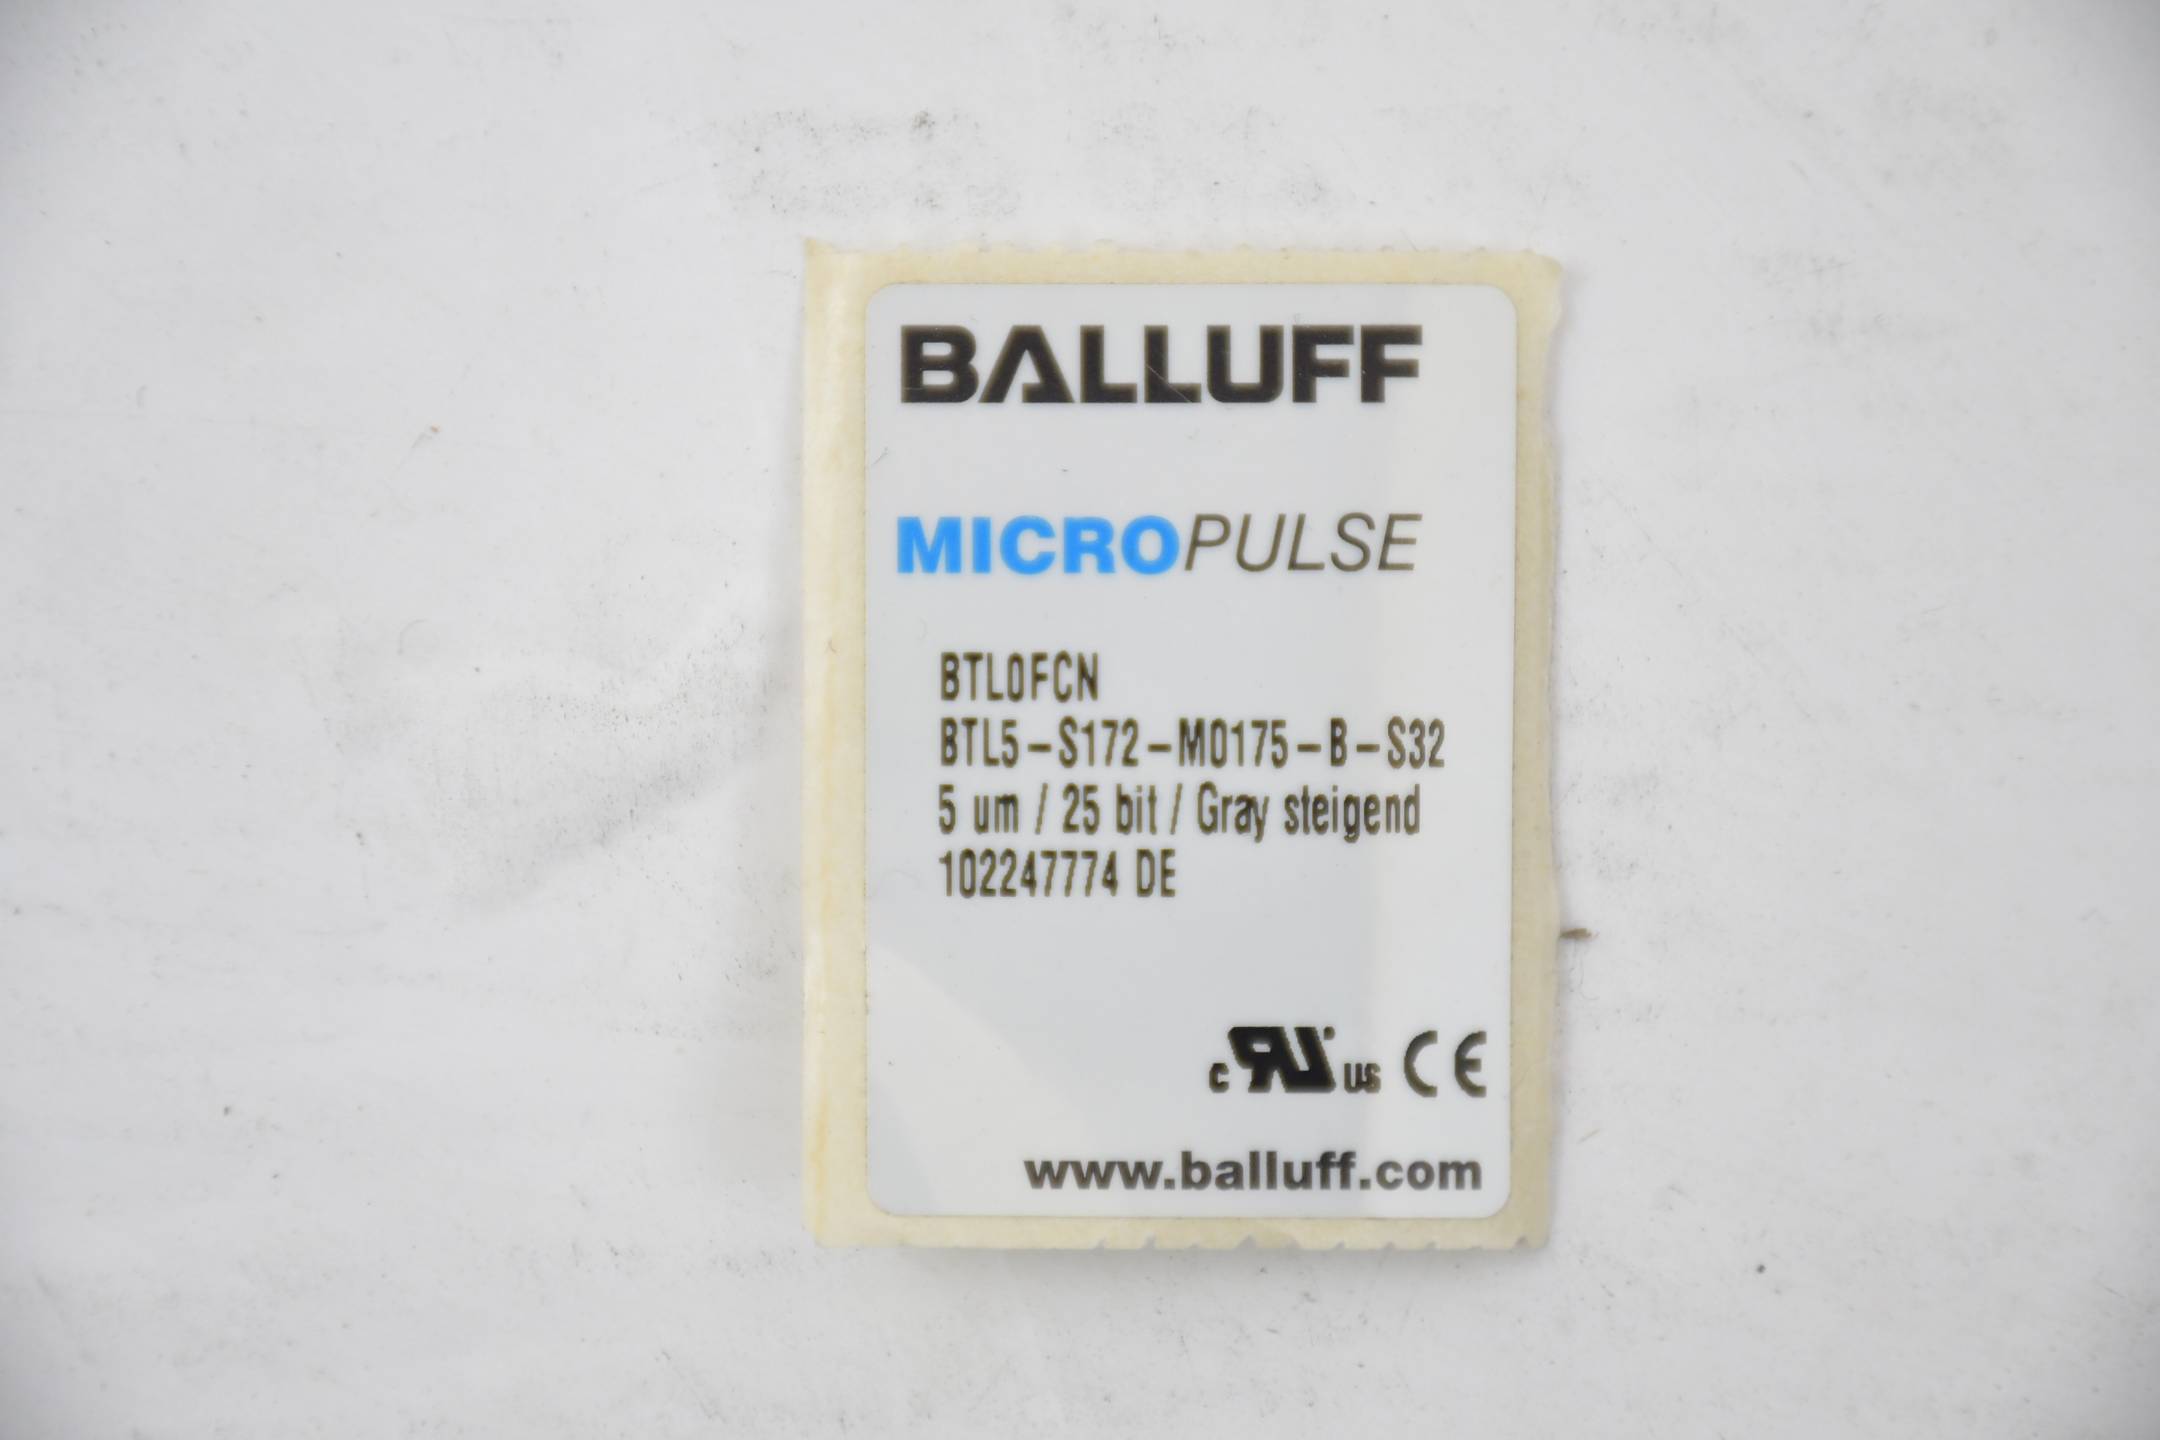 BALLUFF
MICROPULSE
BTL0FCN
BTL5-S172-M0175-B-S32
5 um / 25 bit / Gray steigend
102247774 DE
c RU us CE
www.balluff.com